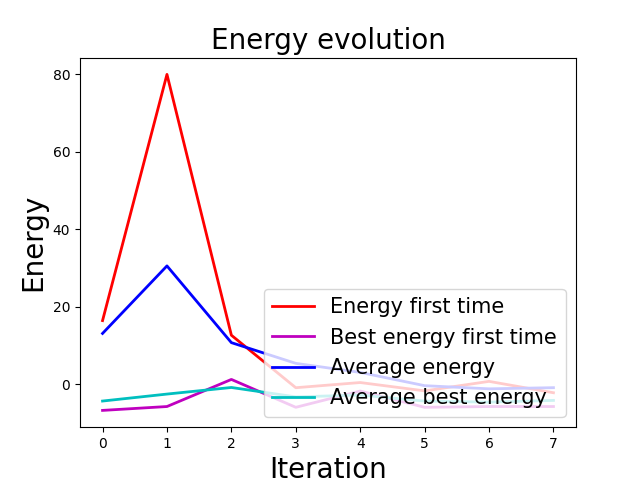 Energy evolution
80
60
40
20
0
Energy
Energy first time
Best energy first time
Average energy
Average best energy
0 1 2 3 4 5 6 7
Iteration